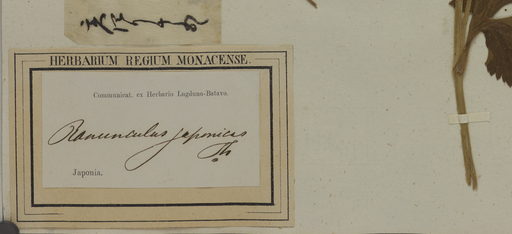 HERBARIUM REGIUM MONACENSE.
Communicat. ex Herbario Lugduno-Batavo.
Ranunculus japonicus
Th
Japonia.